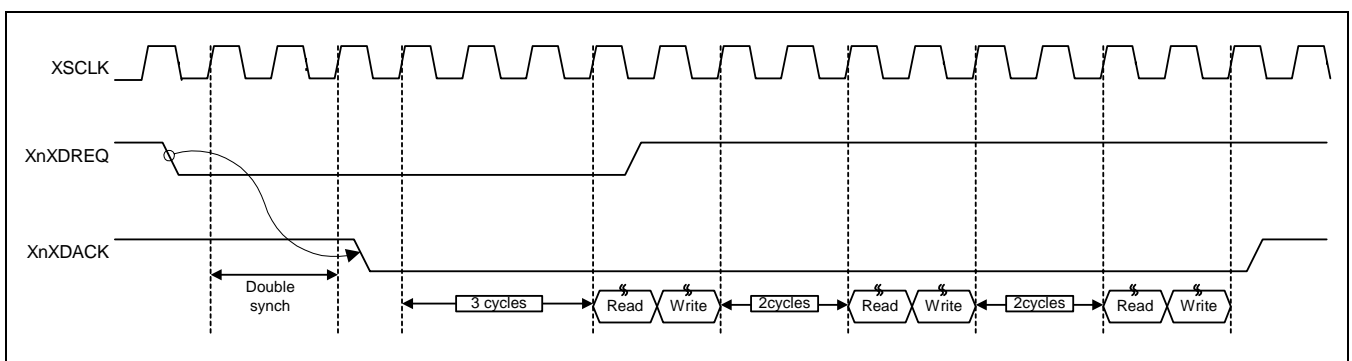 XSCLK
XnXDREQ
XnXDACK
Double
synch
3 cycles
Read
Write
2cycles
Read
Write
2cycles
Read
Write